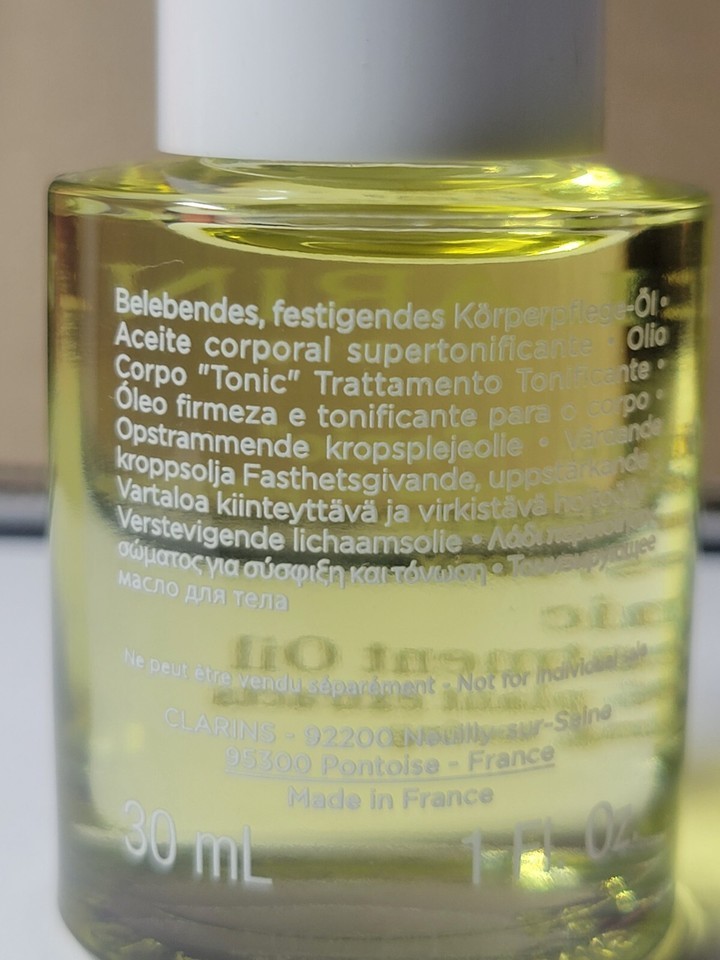 Belebendes, festigendes Körperpflege-Öl •
Aceite corporal supertonificante • Olio
Corpo "Tonic" Trattamento Tonificante •
Óleo firmeza e tonificante para o corpo •
Opstrammende kropsplejeolie • Vårdande
kroppsolja Fasthetsgivande, uppstärkande
Vartaloa kiinteyttävä ja virkistävä
Verstevigende lichaamsolie • Λάδι
σώματος για σύσφιξη και τόνωση • Тонизирующее
масло для тела
Ne peut être vendu séparément - Not for individual sale
CLARINS - 92200 Neuilly-sur-Seine
95300 Pontoise - France
Made in France
30 mL 1 Fl. Oz.